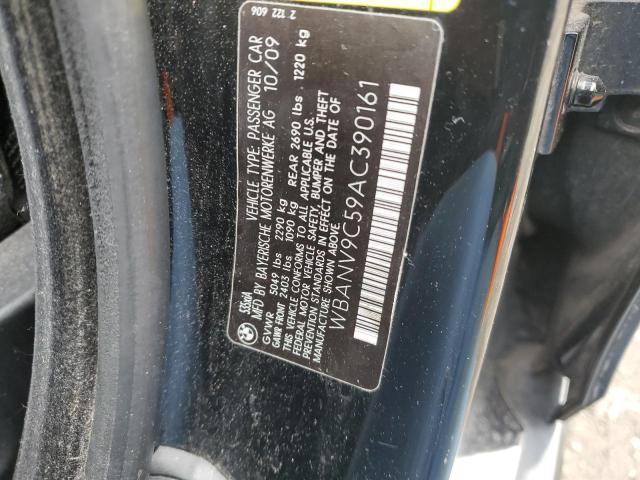 Z 122 606
535iXA
VEHICLE TYPE: PASSENGER CAR
MFD BY BAYERISCHE MOTORENWERKE AG 10/09
GVWR 5049 lbs 2290 kg
GAWR FRONT 2403 lbs 1090 kg REAR 2690 lbs 1220 kg
THIS VEHICLE CONFORMS TO ALL APPLICABLE U.S.
FEDERAL MOTOR VEHICLE SAFETY, BUMPER AND THEFT
PREVENTION STANDARDS IN EFFECT ON THE DATE OF
MANUFACTURE SHOWN ABOVE
WBANV9C59AC390161